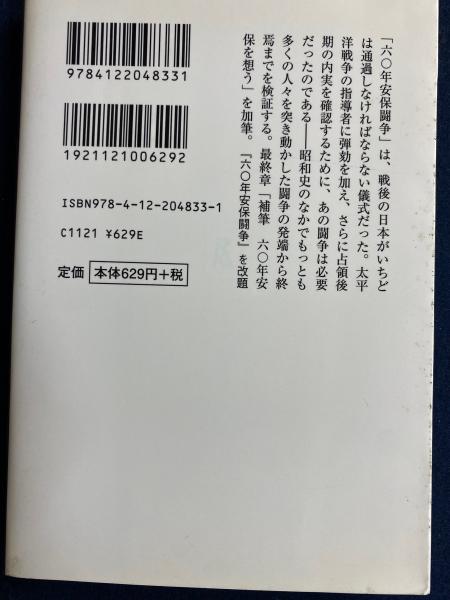 9784122048331
1921121006292
ISBN978-4-12-204833-1
C1121 ¥629E
定価 本体629円+税
「六〇年安保闘争」は、戦後の日本がいちど
は通過しなければならない儀式だった。太平
洋戦争の指導者に弾劾を加え、さらに占領後
期の内実を確認するために、あの闘争は必要
だったのである――昭和史のなかでもっとも
多くの人々を突き動かした闘争の発端から終
焉までを検証する。最終章「補筆 六〇年安
保を想う」を加筆。『六〇年安保闘争』を改題